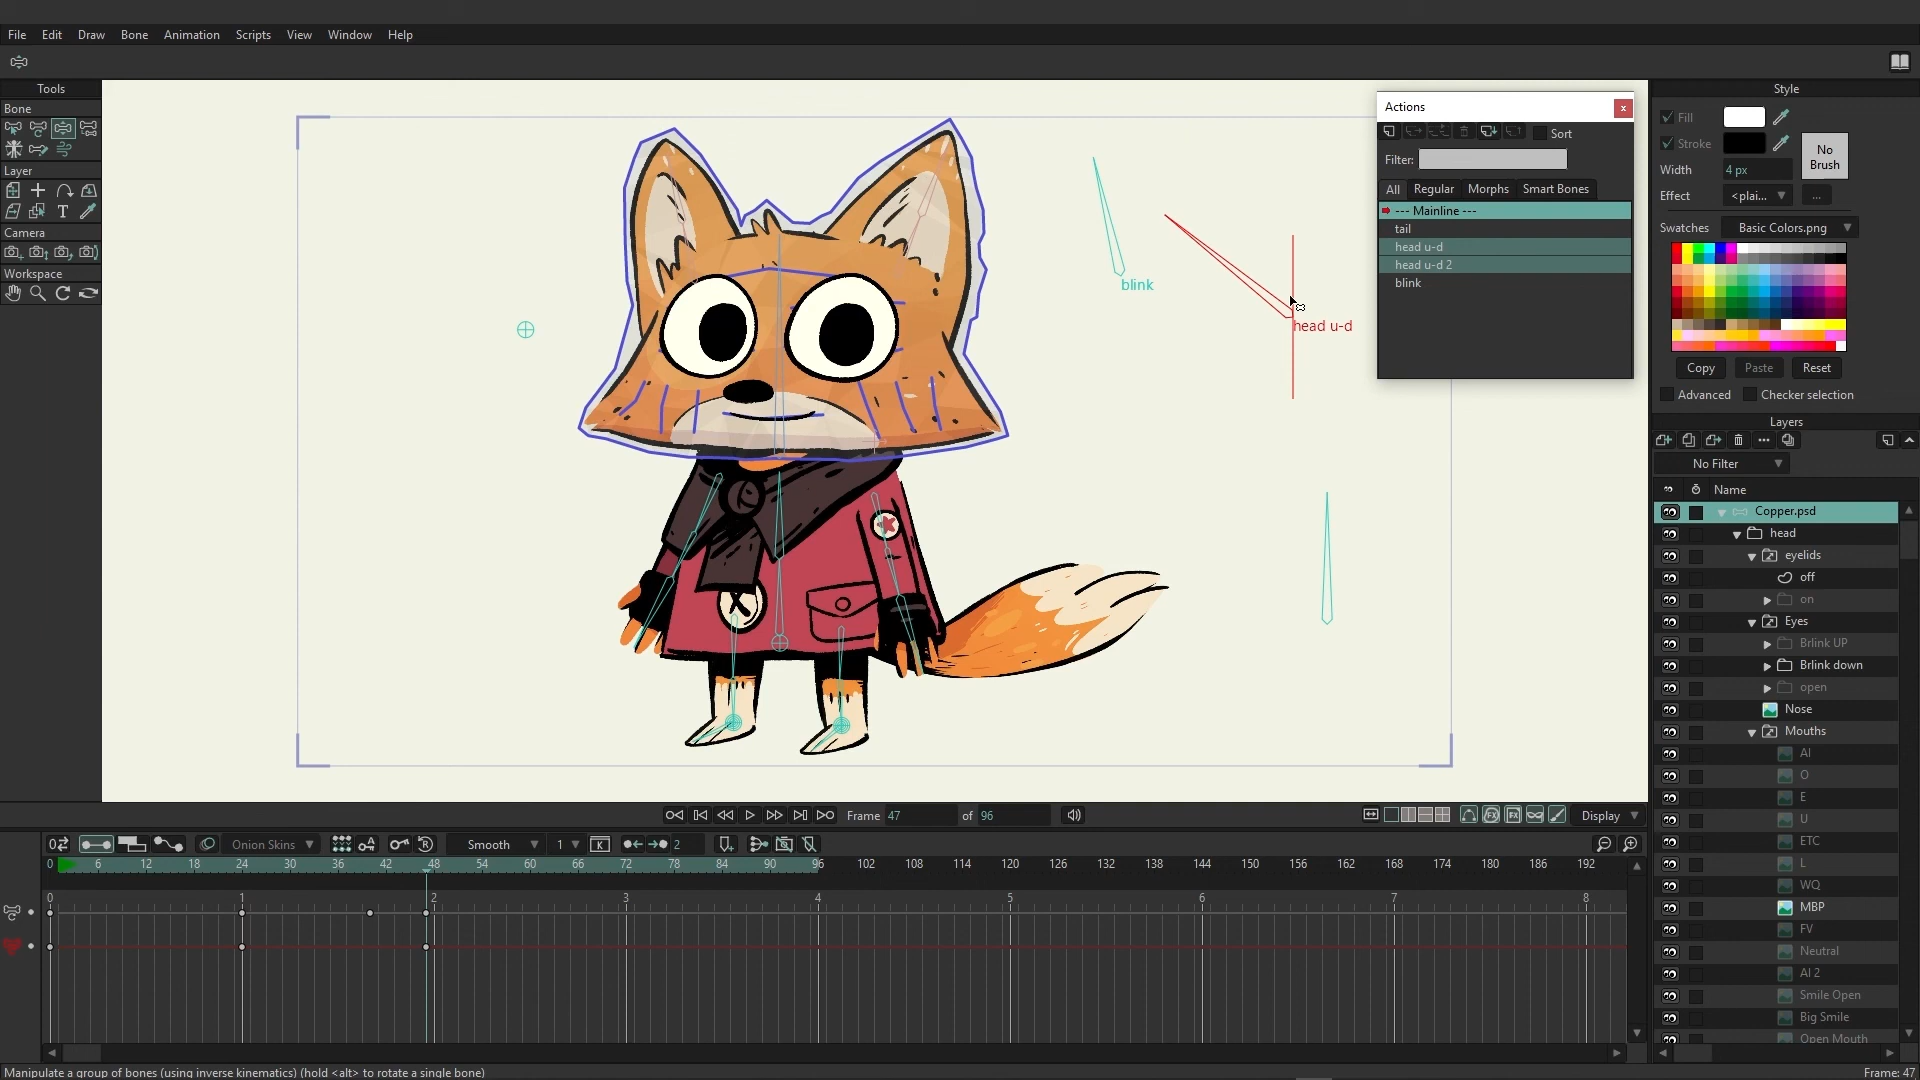 File Edit Draw Bone Animation Scripts View Window Help
Tools
Bone
Layer
Camera
Workspace
blink
head u-d
Actions
x
Sort
Filter:
All Regular Morphs Smart Bones
--- Mainline ---
tail
head u-d
head u-d 2
blink
Style
Fill
Stroke
No
Brush
Width 4 px
Effect <plai... ...
Swatches Basic Colors.png
Copy Paste Reset
Advanced Checker selection
Layers
No Filter
Name
Copper.psd
head
eyelids
off
on
Eyes
Brlink UP
Brlink down
open
Nose
Mouths
AI
O
E
U
ETC
L
WQ
MBP
FV
Neutral
AI 2
Smile Open
Big Smile
Open Mouth
Frame 47 of 96
Display
Onion Skins Smooth 1 2
0 6 12 18 24 30 36 42 48 54 60 66 72 78 84 90 96 102 108 114 120 126 132 138 144 150 156 162 168 174 180 186 192
0 1 2 3 4 5 6 7 8
Manipulate a group of bones (using inverse kinematics) (hold <alt> to rotate a single bone)
Frame: 47